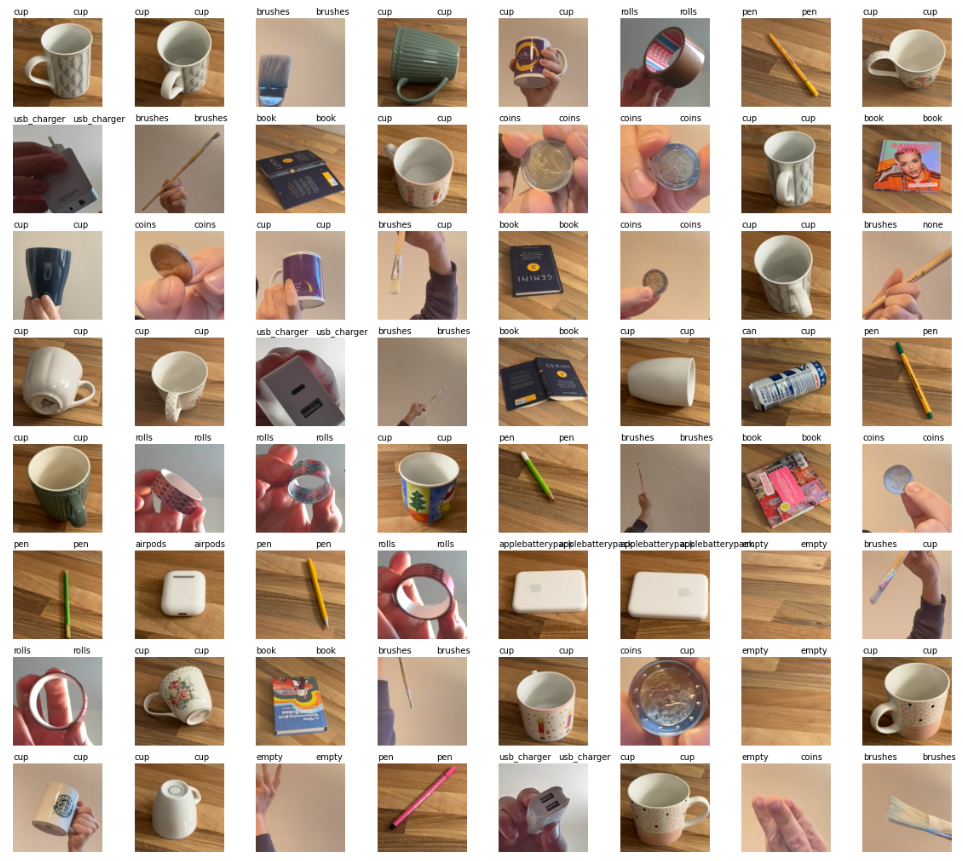 cup cup brushes brushes cup cup cup cup rolls rolls pen pen cup cup
cup cup
usb_charger usb_charger brushes brushes book book cup cup coins coins coins coins cup cup book book
cup cup coins coins cup cup brushes cup book book coins coins cup cup brushes none
GEMINI
cup cup cup cup usb_charger usb_charger brushes brushes book book cup cup can cup pen pen
GEMINI
cup cup rolls rolls rolls rolls cup cup pen pen brushes brushes book book coins coins
pen pen airpods airpods pen pen rolls rolls applebatterypack applebatterypack applebatterypack applebatterypack empty empty brushes cup
rolls rolls cup cup book book brushes brushes cup cup coins cup empty empty cup cup
cup cup cup cup empty empty pen pen usb_charger usb_charger cup cup empty coins brushes brushes